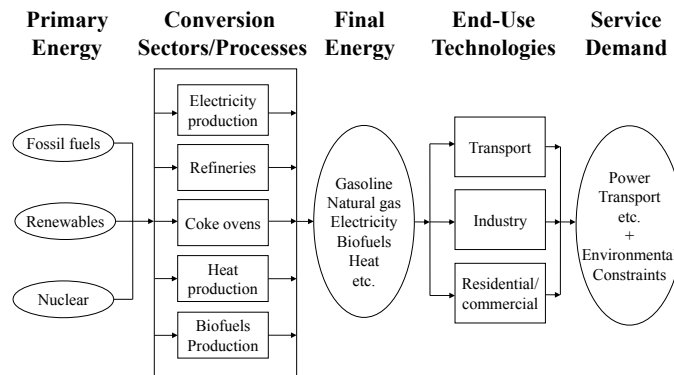 Primary
Energy
Conversion
Sectors/Processes
Final
Energy
End-Use
Technologies
Service
Demand
Fossil fuels
Renewables
Nuclear
Electricity
production
Refineries
Coke ovens
Heat
production
Biofuels
Production
Gasoline
Natural gas
Electricity
Biofuels
Heat
etc.
Transport
Industry
Residential/
commercial
Power
Transport
etc.
+
Environmental
Constraints